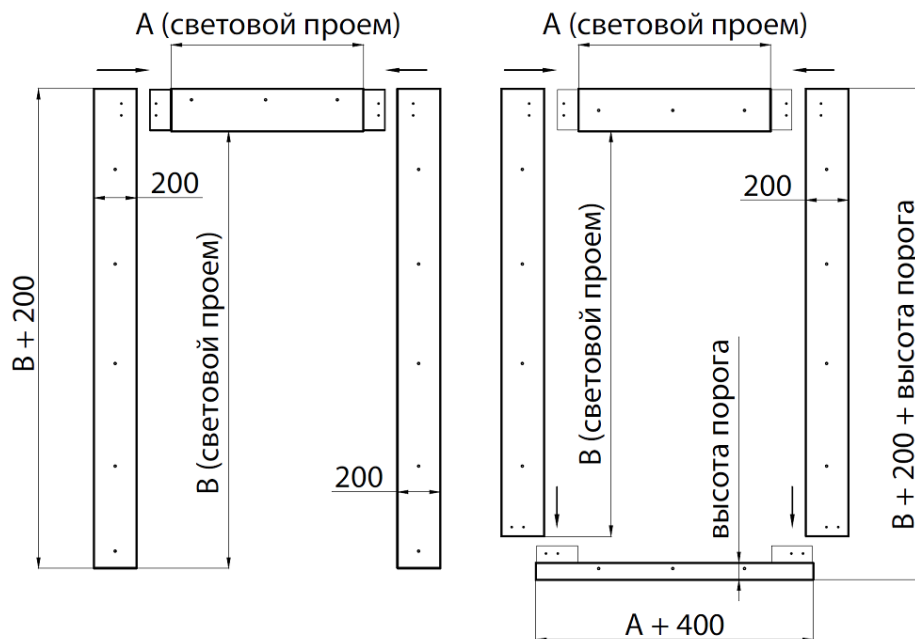 А (световой проем)
200
В + 200
В (световой проем)
200
А (световой проем)
200
В (световой проем)
высота порога
В + 200 + высота порога
А + 400